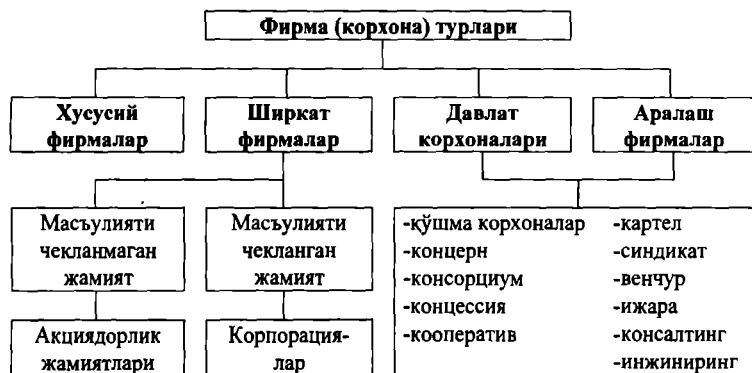 Фирма (корхона) турлари
Хусусий
фирмалар
Ширкат
фирмалар
Давлат
корхоналари
Аралаш
фирмалар
Масъулияти
чекланмаган
жамият
Масъулияти
чекланган
жамият
Акциядорлик
жамиятлари
Корпорация-
лар
-қўшма корхоналар
-концерн
-консорциум
-концессия
-кооператив
-картел
-синдикат
-венчур
-ижара
-консалтинг
-инжиниринг